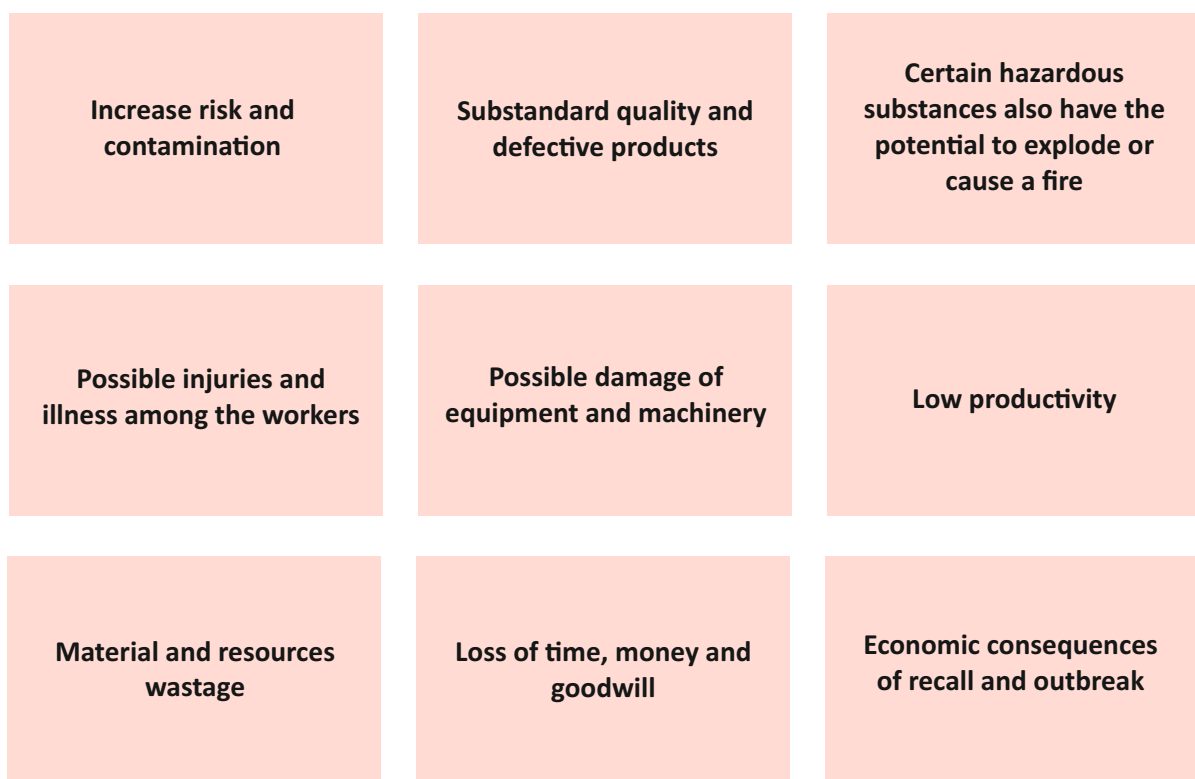 Increase risk and
contamination
Substandard quality and
defective products
Certain hazardous
substances also have the
potential to explode or
cause a fire
Possible injuries and
illness among the workers
Possible damage of
equipment and machinery
Low productivity
Material and resources
wastage
Loss of time, money and
goodwill
Economic consequences
of recall and outbreak